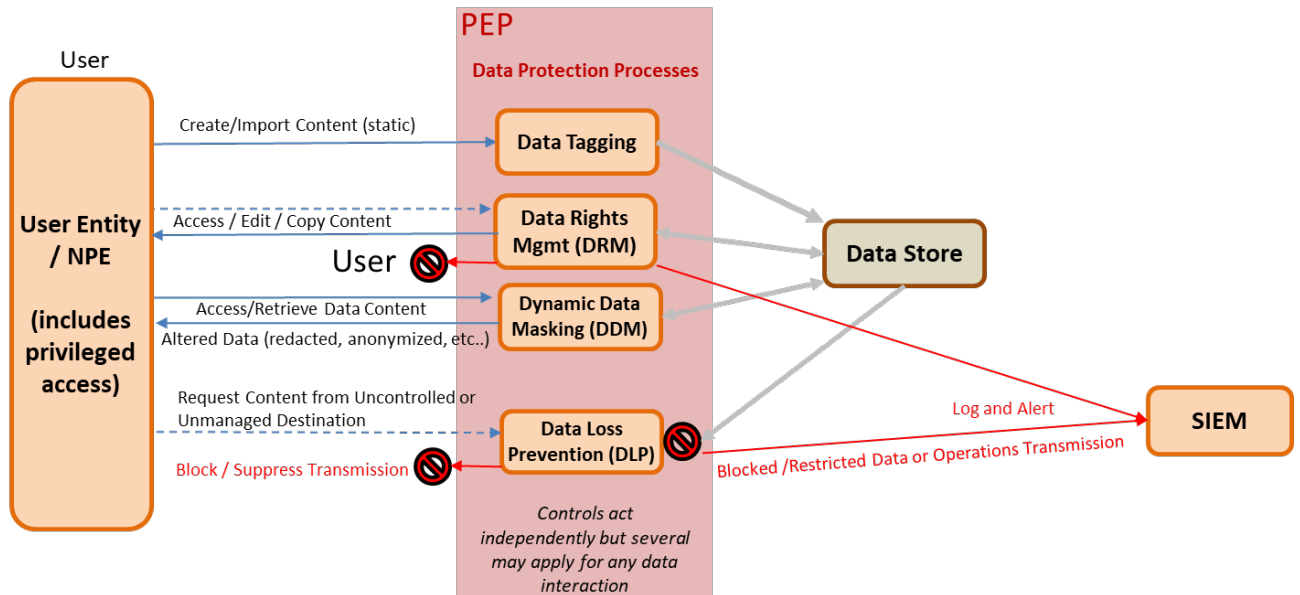 PEP
User
Data Protection Processes
Create/Import Content (static)
Data Tagging
User Entity
/ NPE
(includes
privileged
access)
Access / Edit / Copy Content
Data Rights
Mgmt (DRM)
User
Data Store
Access/Retrieve Data Content
Altered Data (redacted, anonymized, etc..)
Dynamic Data
Masking (DDM)
Request Content from Uncontrolled or
Unmanaged Destination
Data Loss
Prevention (DLP)
Block / Suppress Transmission
Log and Alert
Blocked /Restricted Data or Operations Transmission
SIEM
Controls act
independently but several
may apply for any data
interaction